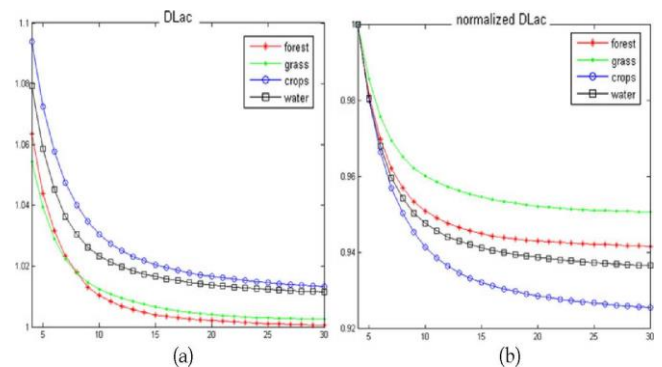 DLac
1.1
1.08
1.06
1.04
1.02
1
5
10
15
20
25
30
forest
grass
crops
water
(a)
normalized DLac
0.98
0.96
0.94
0.92
5
10
15
20
25
30
forest
grass
crops
water
(b)